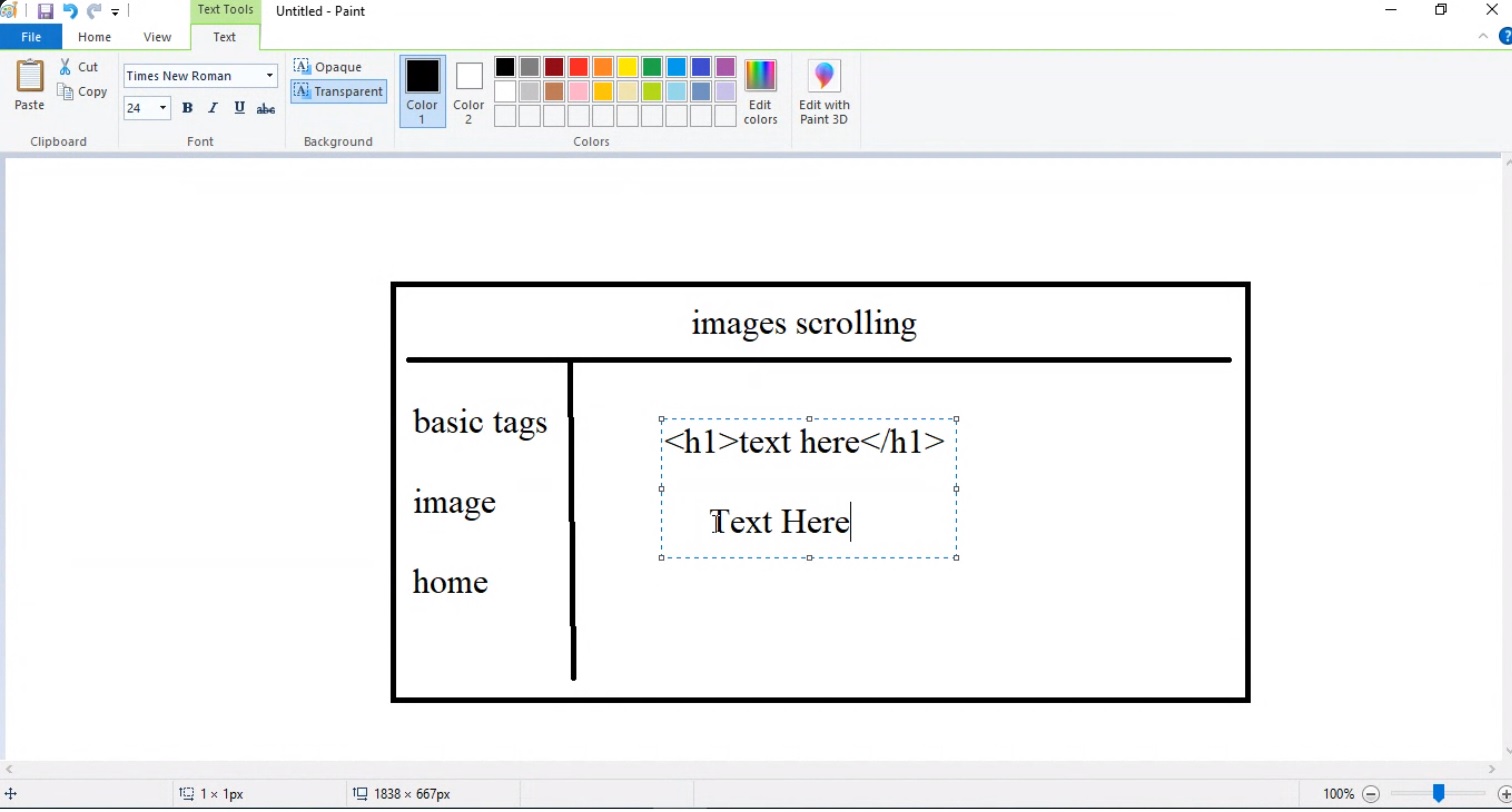 Text Tools
Untitled - Paint
File
Home
View
Text
Paste
Cut
Copy
Clipboard
Times New Roman
24
B I U abc
Font
Opaque
Transparent
Background
Color 1
Color 2
Edit colors
Colors
Edit with Paint 3D
images scrolling
basic tags
image
home
<h1>text here</h1>
Text Here
1 × 1px
1838 × 667px
100%